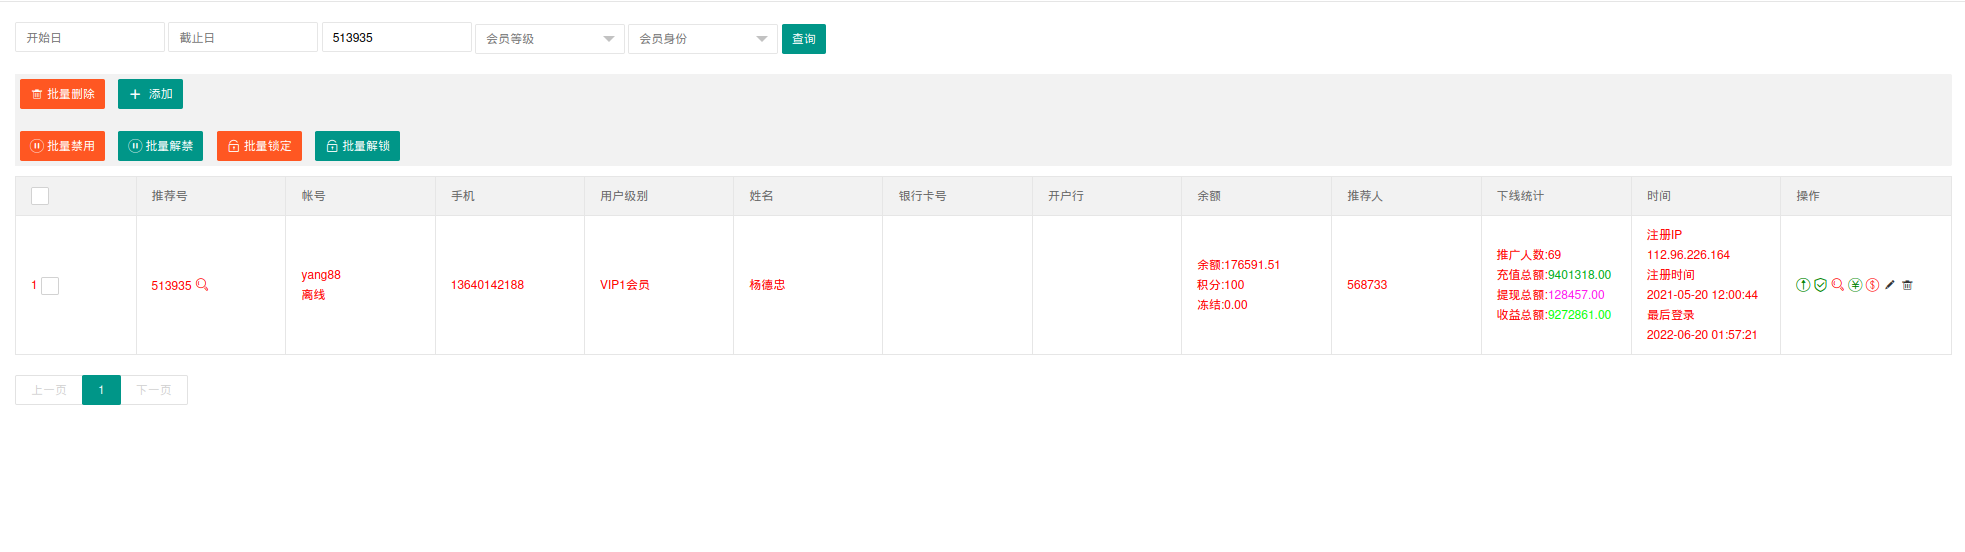 开始日 截止日 513935 会员等级 会员身份 查询
批量删除 添加
批量禁用 批量解禁 批量锁定 批量解锁
推荐号 帐号 手机 用户级别 姓名 银行卡号 开户行 余额 推荐人 下线统计 时间 操作
1
513935
yang88
离线
13640142188
VIP1会员
杨德忠
余额:176591.51
积分:100
冻结:0.00
568733
推广人数:69
充值总额:9401318.00
提现总额:128457.00
收益总额:9272861.00
注册IP
112.96.226.164
注册时间
2021-05-20 12:00:44
最后登录
2022-06-20 01:57:21
上一页 1 下一页